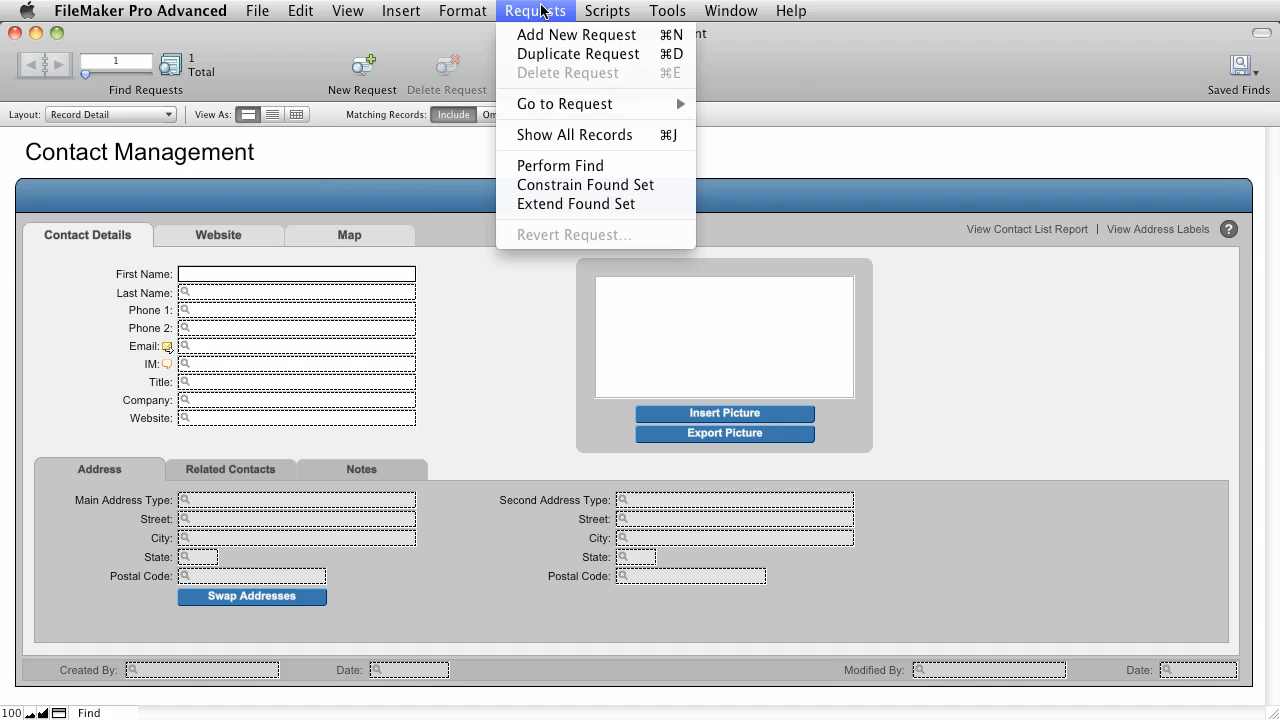 FileMaker Pro Advanced File Edit View Insert Format Requests Scripts Tools Window Help
1
1
Total
Find Requests
New Request
Delete Request
Saved Finds
Layout: Record Detail View As: Matching Records: Include
Add New Request ⌘N
Duplicate Request ⌘D
Delete Request ⌘E
Go to Request
Show All Records ⌘J
Perform Find
Constrain Found Set
Extend Found Set
Revert Request...
Contact Management
Contact Details Website Map
View Contact List Report | View Address Labels ?
First Name:
Last Name:
Phone 1:
Phone 2:
Email:
IM:
Title:
Company:
Website:
Insert Picture
Export Picture
Address Related Contacts Notes
Main Address Type: Second Address Type:
Street: Street:
City: City:
State: State:
Postal Code: Postal Code:
Swap Addresses
Created By: Date: Modified By: Date:
100 Find